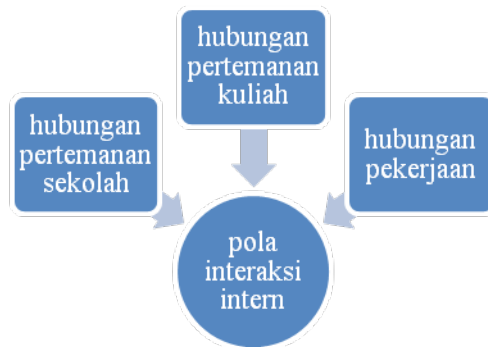 hubungan
pertemanan
kuliah
hubungan
pertemanan
sekolah
hubungan
pekerjaan
pola
interaksi
intern